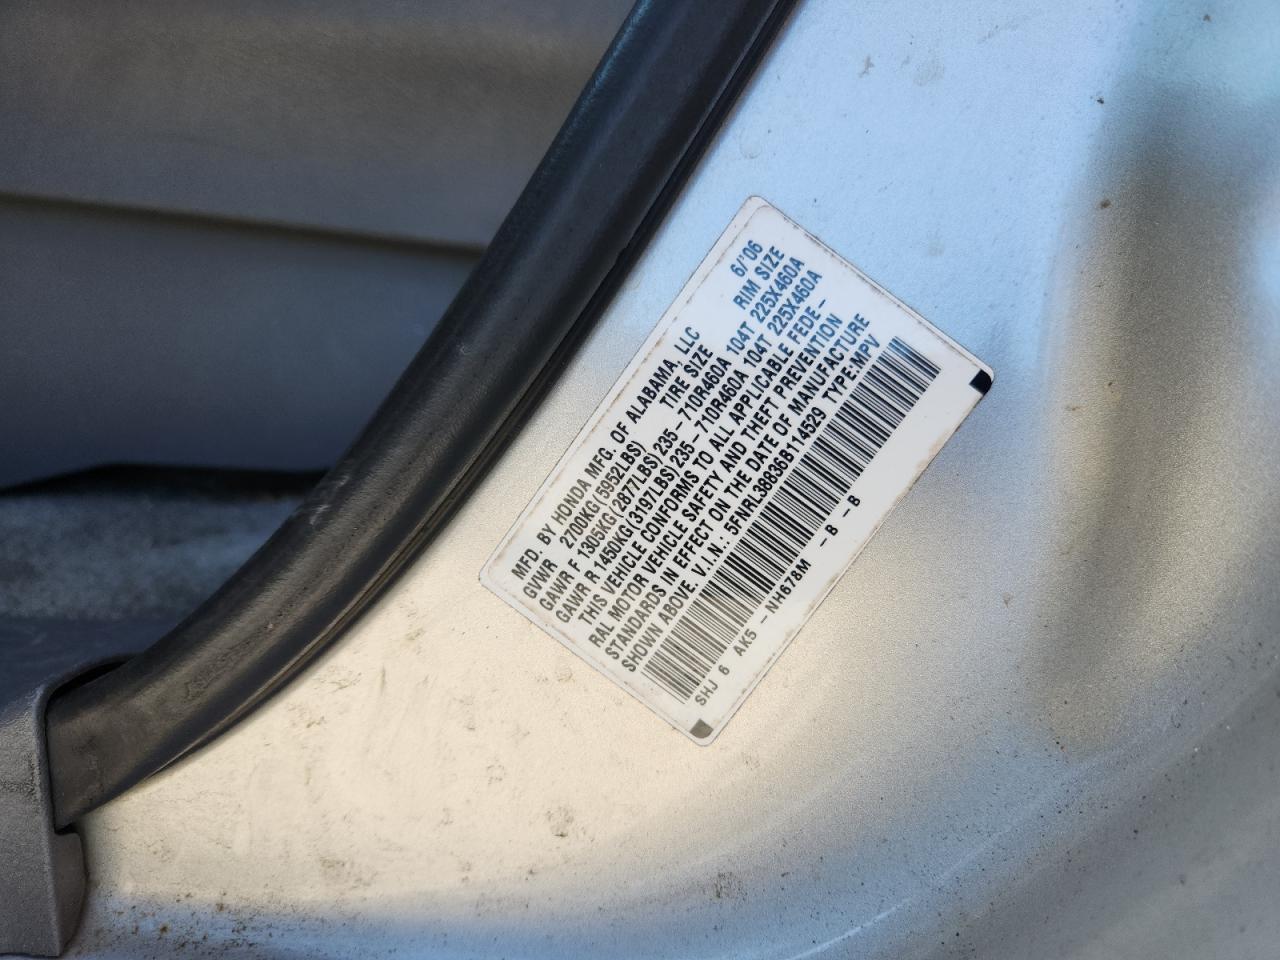 MFD. BY HONDA MFG. OF ALABAMA, LLC 6/'06
GVWR 2700KG(5952LBS) TIRE SIZE RIM SIZE
GAWR F 1305KG(2877LBS)235-710R460A 104T 225X460A
GAWR R 1450KG(3197LBS)235-710R460A 104T 225X460A
THIS VEHICLE CONFORMS TO ALL APPLICABLE FEDE-
RAL MOTOR VEHICLE SAFETY AND THEFT PREVENTION
STANDARDS IN EFFECT ON THE DATE OF MANUFACTURE
SHOWN ABOVE. V.I.N.: 5FNRL38636B114529 TYPE:MPV
SHJ 6 AK5 -NH678M -B -B